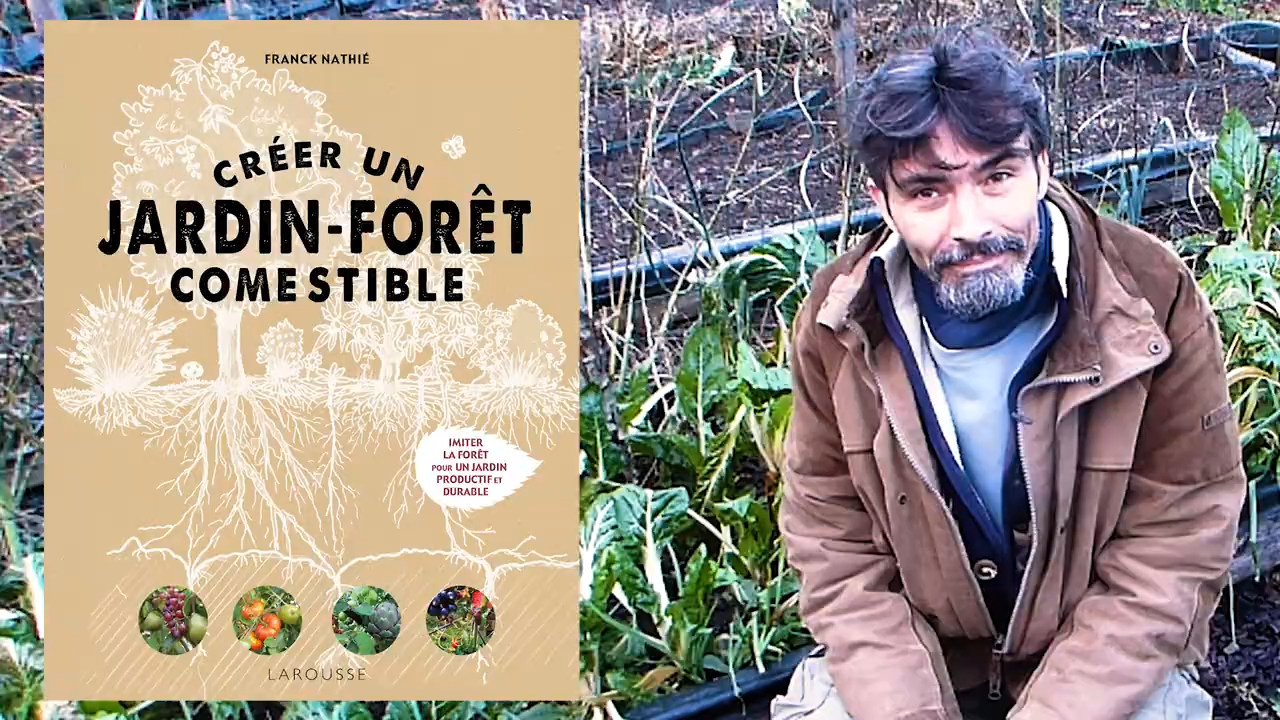 FRANCK NATHIÉ
CRÉER UN
JARDIN-FORÊT
COMESTIBLE
IMITER
LA FORÊT
POUR UN JARDIN
PRODUCTIF ET
DURABLE
LAROUSSE